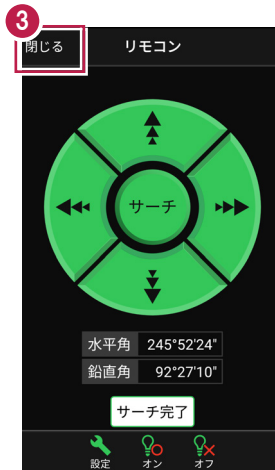 3
閉じる リモコン
サーチ
水平角 245°52'24"
鉛直角 92°27'10"
サーチ完了
設定 オン オフ